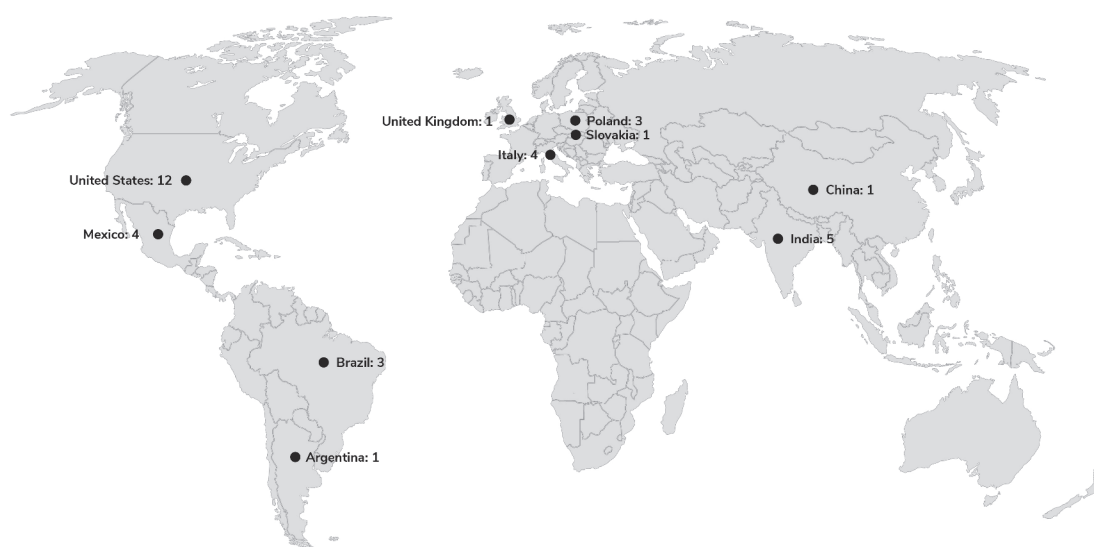 United Kingdom: 1
Poland: 3
Slovakia: 1
Italy: 4
United States: 12
China: 1
Mexico: 4
India: 5
Brazil: 3
Argentina: 1